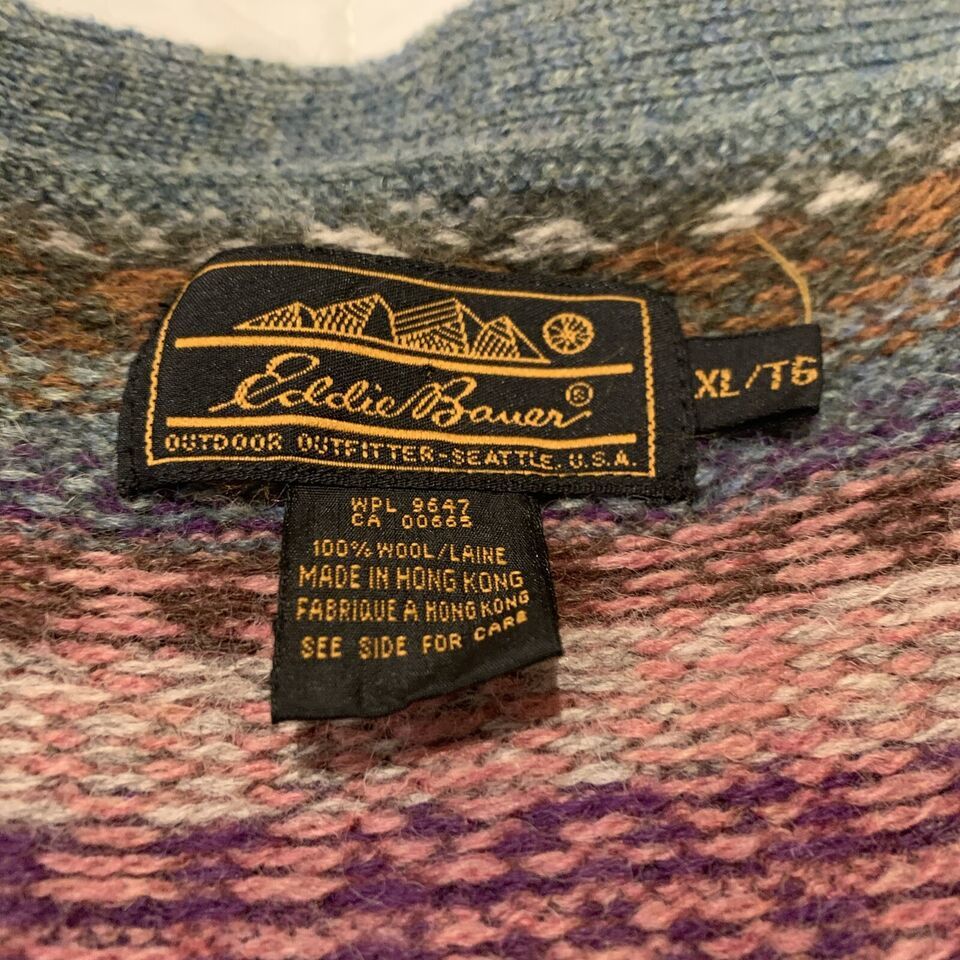 Eddie Bauer®
OUTDOOR OUTFITTER-SEATTLE, U.S.A.
XL/TG
WPL 9647
CA 00665
100% WOOL/LAINE
MADE IN HONG KONG
FABRIQUE A HONG KONG
SEE SIDE FOR CARE